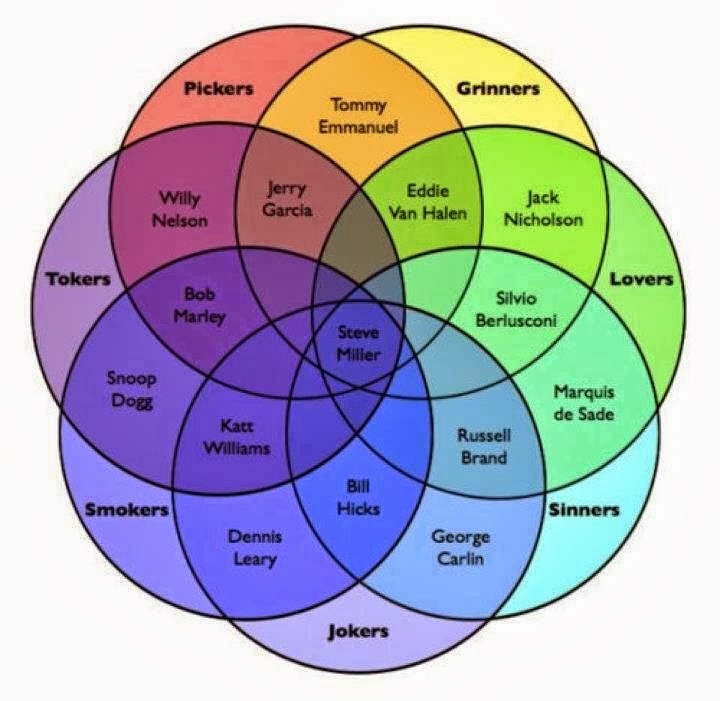 Pickers
Grinners
Tommy
Emmanuel
Willy
Nelson
Jerry
Garcia
Eddie
Van Halen
Jack
Nicholson
Tokers
Lovers
Bob
Marley
Silvio
Berlusconi
Steve
Miller
Snoop
Dogg
Marquis
de Sade
Katt
Williams
Russell
Brand
Smokers
Bill
Hicks
Sinners
Dennis
Leary
George
Carlin
Jokers